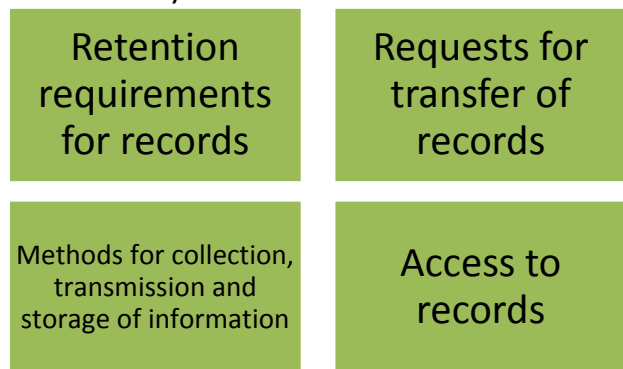 Retention
requirements
for records
Requests for
transfer of
records
Methods for collection,
transmission and
storage of information
Access to
records